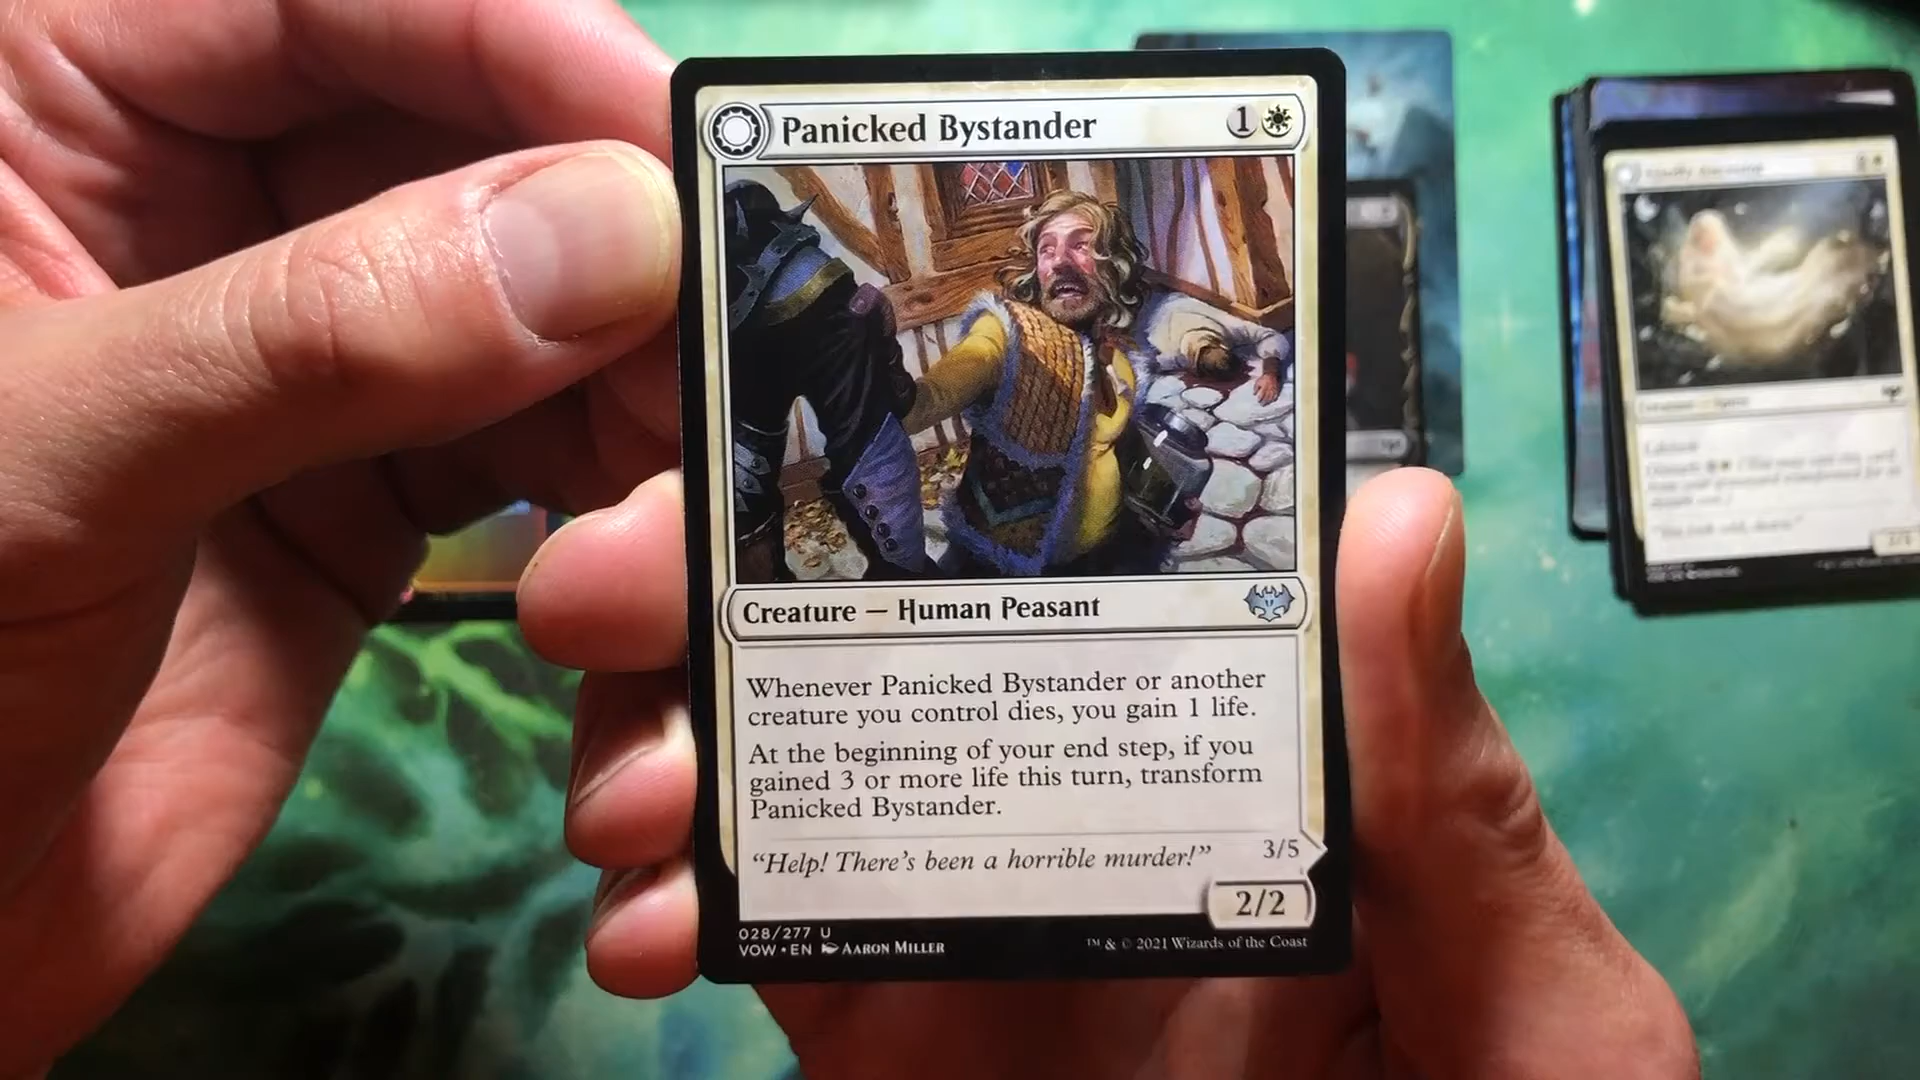 Panicked Bystander 1
Creature — Human Peasant
Whenever Panicked Bystander or another
creature you control dies, you gain 1 life.
At the beginning of your end step, if you
gained 3 or more life this turn, transform
Panicked Bystander.
“Help! There’s been a horrible murder!” 3/5
2/2
028/277 U
VOW • EN AARON MILLER
™ & © 2021 Wizards of the Coast